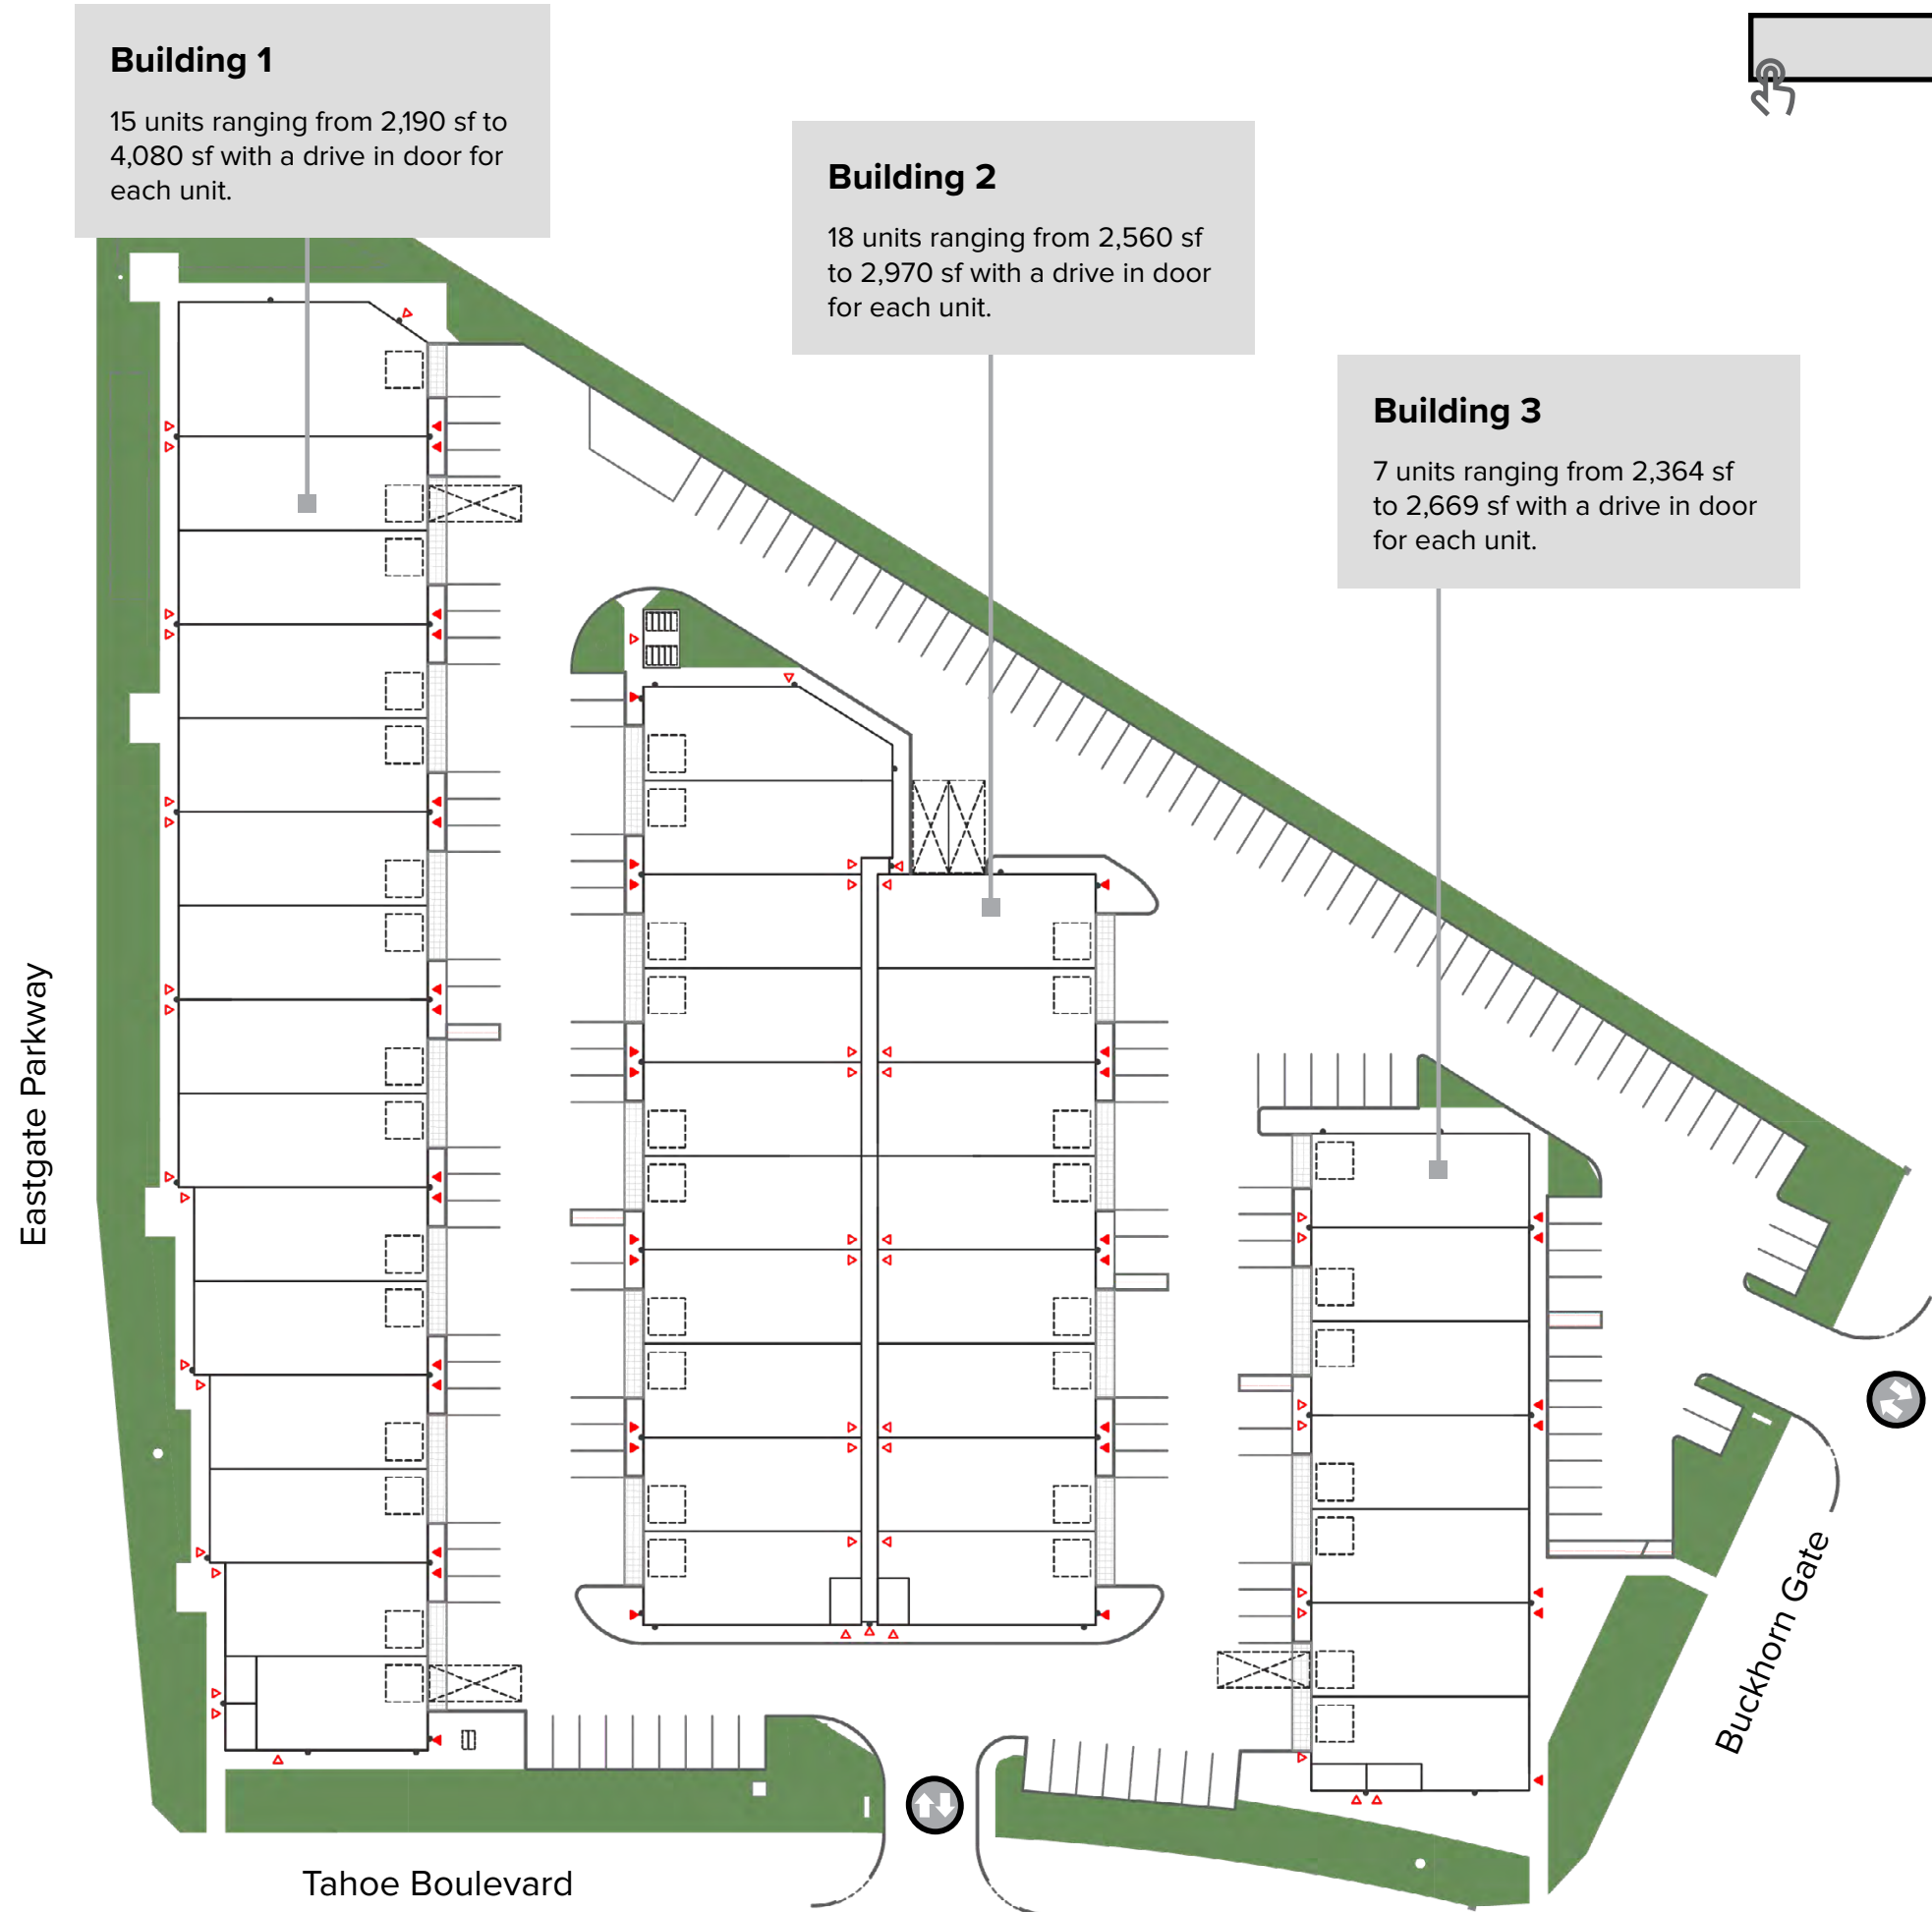 Building 1
15 units ranging from 2,190 sf to
4,080 sf with a drive in door for
each unit.
Building 2
18 units ranging from 2,560 sf
to 2,970 sf with a drive in door
for each unit.
Building 3
7 units ranging from 2,364 sf
to 2,669 sf with a drive in door
for each unit.
Eastgate Parkway
Buckhorn Gate
Tahoe Boulevard